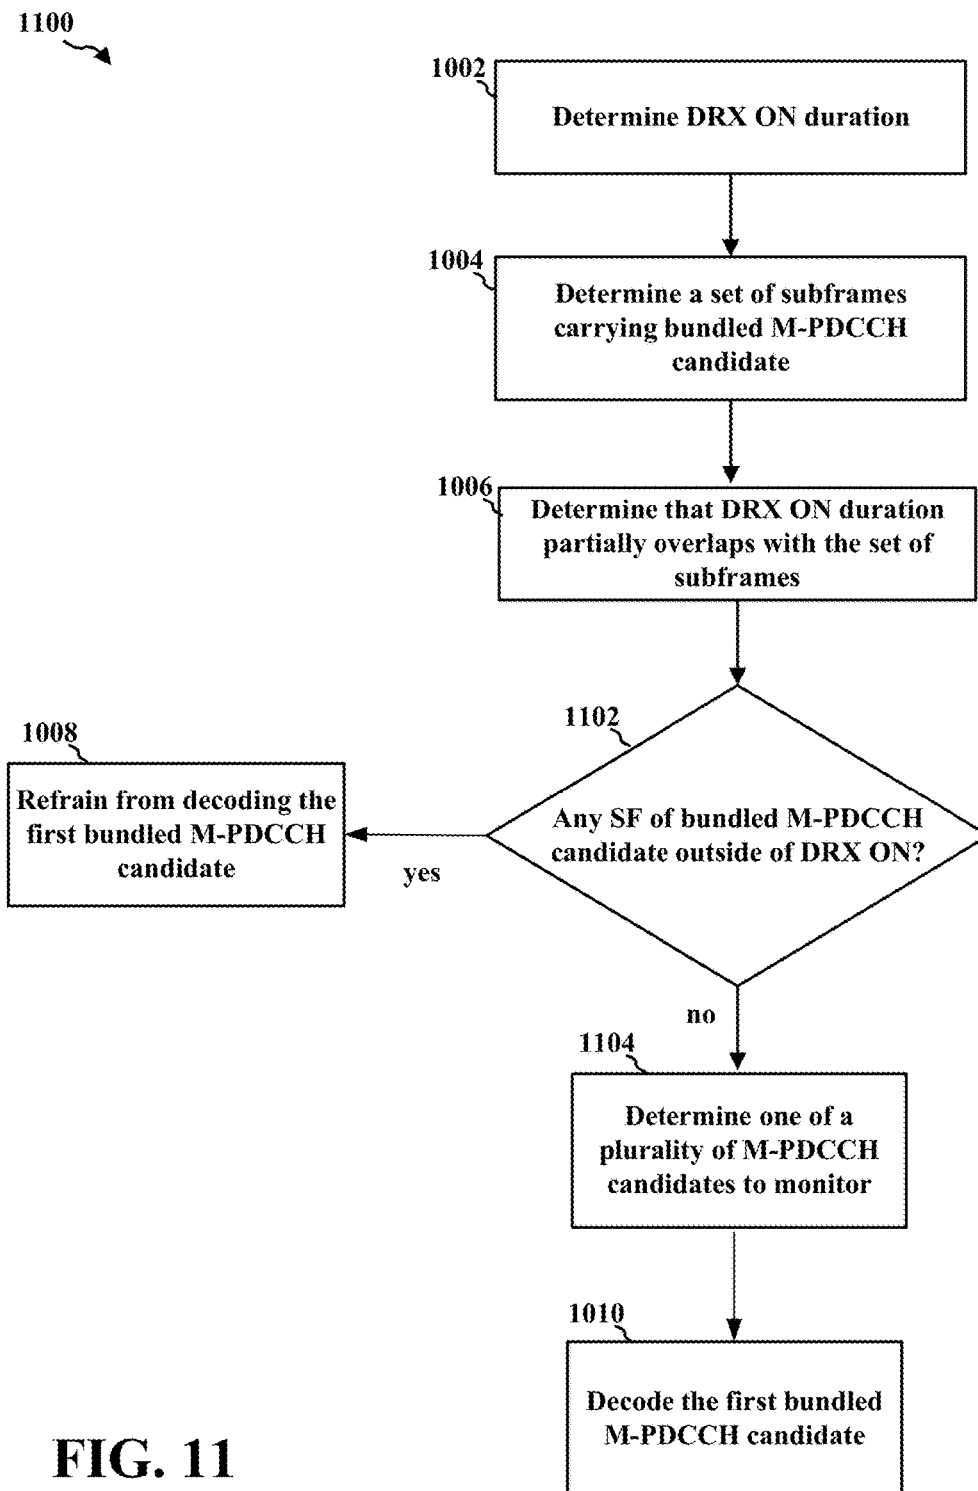 1100
1002
Determine DRX ON duration
1004
Determine a set of subframes
carrying bundled M-PDCCH
candidate
1006
Determine that DRX ON duration
partially overlaps with the set of
subframes
1102
Any SF of bundled M-PDCCH
candidate outside of DRX ON?
1008
Refrain from decoding the
first bundled M-PDCCH
candidate
yes
no
1104
Determine one of a
plurality of M-PDCCH
candidates to monitor
1010
Decode the first bundled
M-PDCCH candidate
FIG. 11